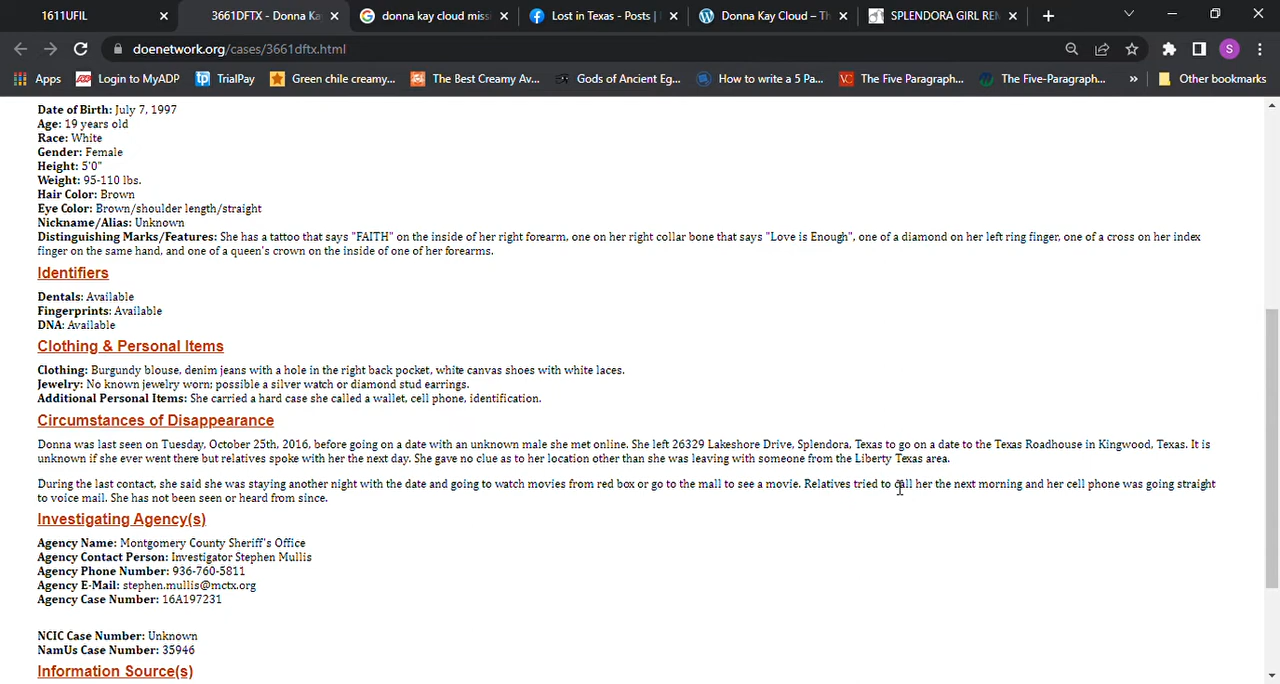 1611UFIL
3661DFTX - Donna Ka
donna kay cloud miss
Lost in Texas - Posts |
Donna Kay Cloud – Th
SPLENDORA GIRL REM
doenetwork.org/cases/3661dftx.html
S
Apps
Login to MyADP
TrialPay
Green chile creamy...
The Best Creamy Av...
Gods of Ancient Eg...
How to write a 5 Pa...
The Five Paragraph...
The Five-Paragraph...
»
Other bookmarks
Date of Birth: July 7, 1997
Age: 19 years old
Race: White
Gender: Female
Height: 5'0"
Weight: 95-110 lbs.
Hair Color: Brown
Eye Color: Brown/shoulder length/straight
Nickname/Alias: Unknown
Distinguishing Marks/Features: She has a tattoo that says "FAITH" on the inside of her right forearm, one on her right collar bone that says "Love is Enough", one of a diamond on her left ring finger, one of a cross on her index
finger on the same hand, and one of a queen's crown on the inside of one of her forearms.
Identifiers
Dentals: Available
Fingerprints: Available
DNA: Available
Clothing & Personal Items
Clothing: Burgundy blouse, denim jeans with a hole in the right back pocket, white canvas shoes with white laces.
Jewelry: No known jewelry worn; possible a silver watch or diamond stud earrings.
Additional Personal Items: She carried a hard case she called a wallet, cell phone, identification.
Circumstances of Disappearance
Donna was last seen on Tuesday, October 25th, 2016, before going on a date with an unknown male she met online. She left 26329 Lakeshore Drive, Splendora, Texas to go on a date to the Texas Roadhouse in Kingwood, Texas. It is
unknown if she ever went there but relatives spoke with her the next day. She gave no clue as to her location other than she was leaving with someone from the Liberty Texas area.
During the last contact, she said she was staying another night with the date and going to watch movies from red box or go to the mall to see a movie. Relatives tried to call her the next morning and her cell phone was going straight
to voice mail. She has not been seen or heard from since.
Investigating Agency(s)
Agency Name: Montgomery County Sheriff's Office
Agency Contact Person: Investigator Stephen Mullis
Agency Phone Number: 936-760-5811
Agency E-Mail: stephen.mullis@mctx.org
Agency Case Number: 16A197231
NCIC Case Number: Unknown
NamUs Case Number: 35946
Information Source(s)